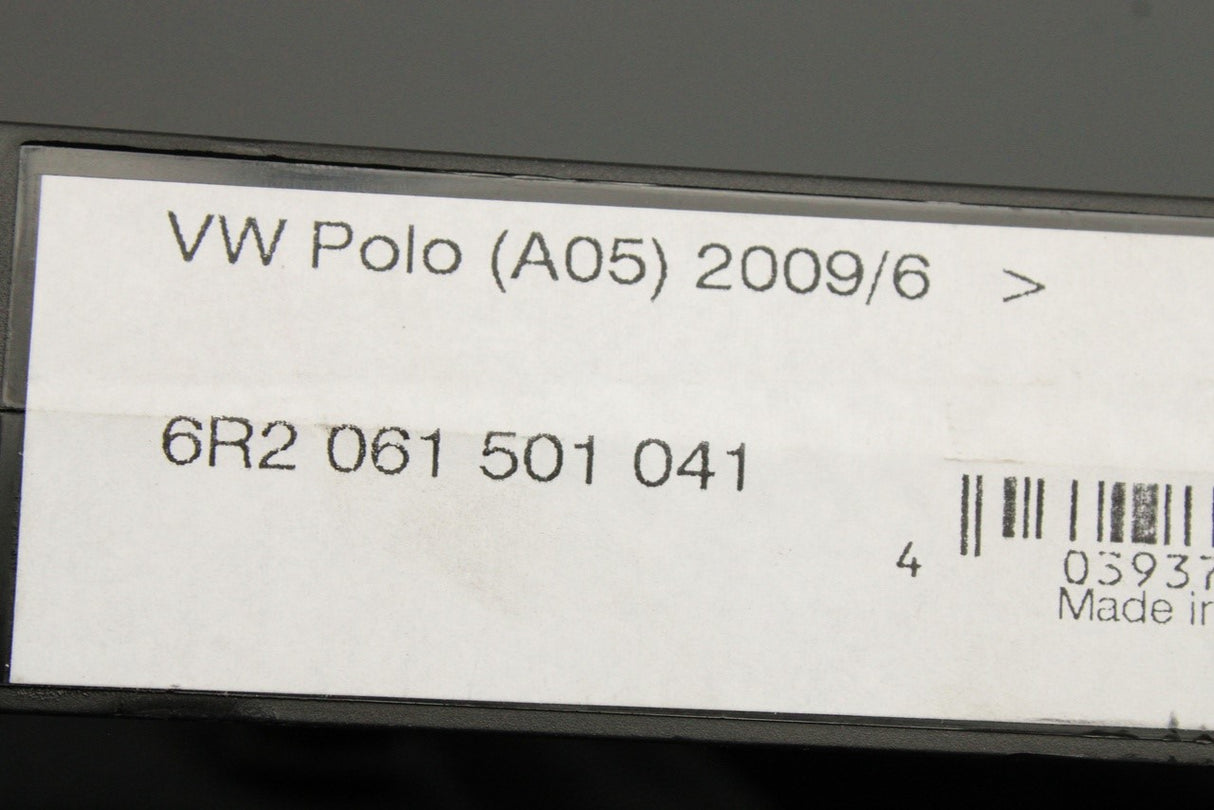 VW Polo (A05) 2009/6 >
6R2 061 501 041
4 03937
Made in